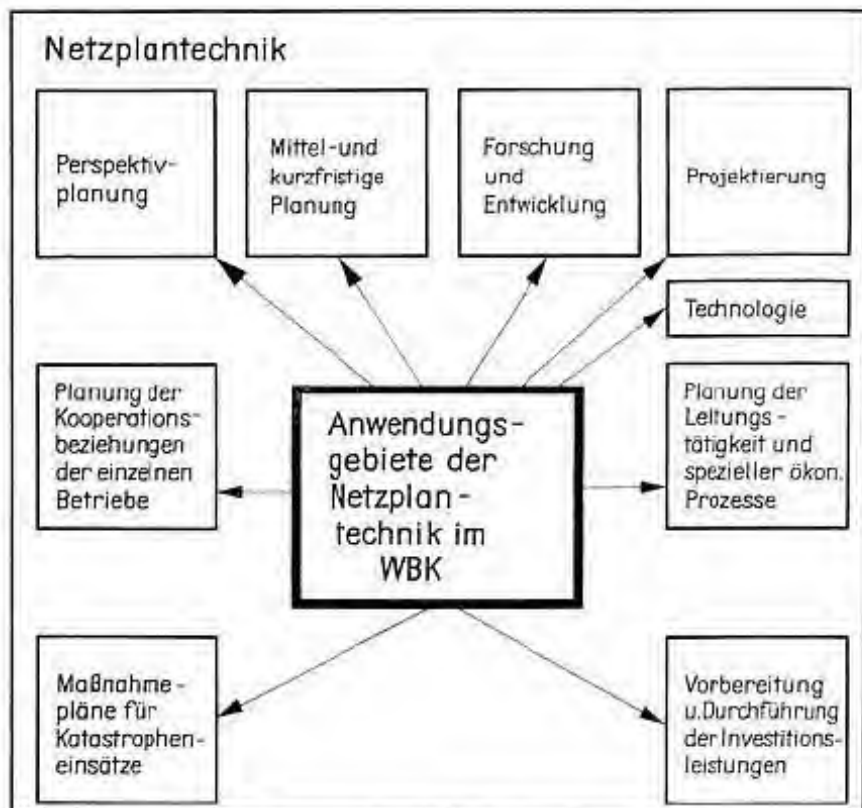 Netzplantechnik
Perspektiv-
planung
Mittel-und
kurzfristige
Planung
Forschung
und
Entwicklung
Projektierung
Technologie
Planung der
Kooperations-
beziehungen
der einzelnen
Betriebe
Anwendungs-
gebiete der
Netzplan-
technik im
WBK
Planung der
Leitungs-
tätigkeit und
spezieller ökon.
Prozesse
Maßnahme-
pläne für
Katastrophen-
einsätze
Vorbereitung
u. Durchführung
der Investitions-
leistungen